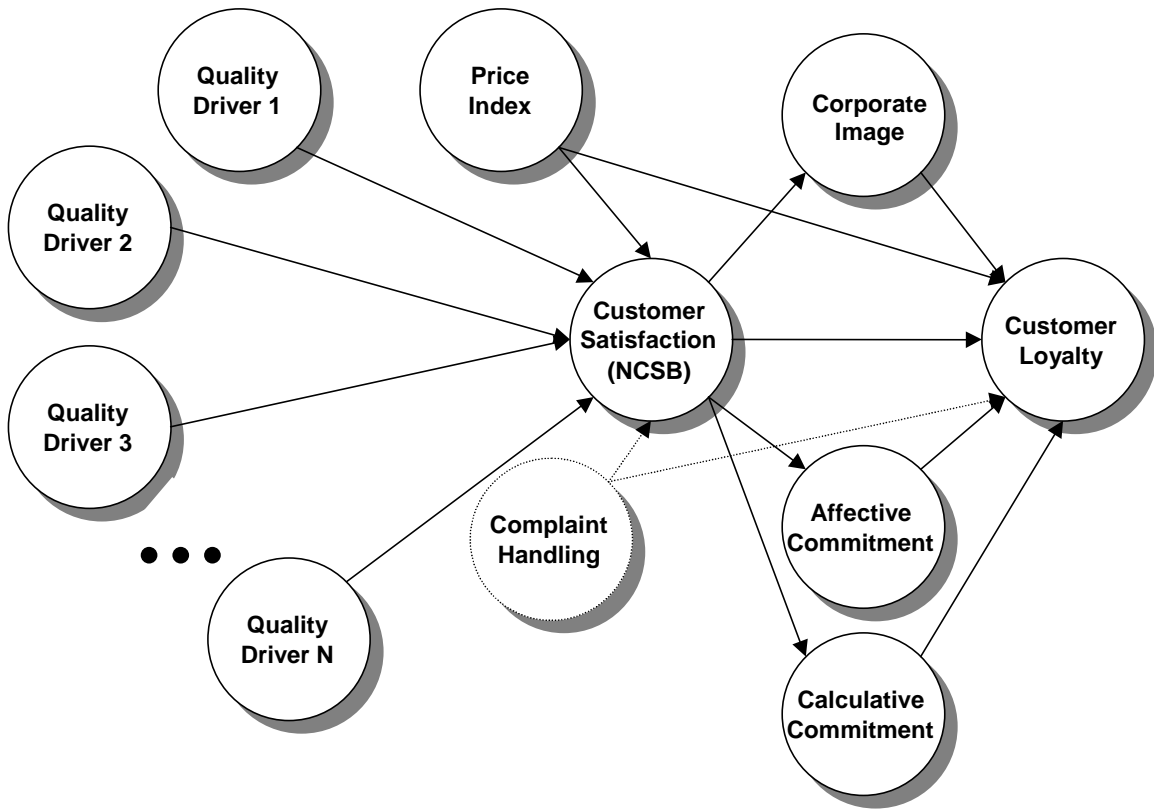 Quality
Driver 1
Price
Index
Corporate
Image
Quality
Driver 2
Customer
Satisfaction
(NCSB)
Customer
Loyalty
Quality
Driver 3
Complaint
Handling
Affective
Commitment
Quality
Driver N
Calculative
Commitment